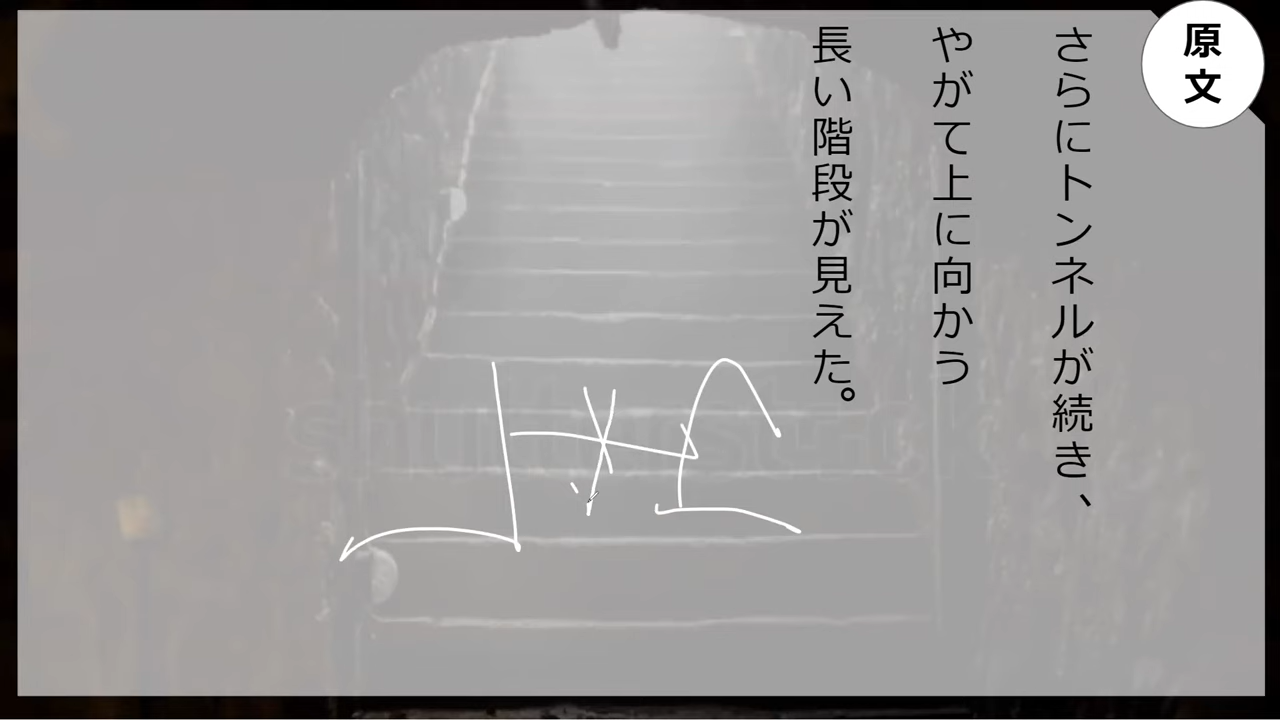 原文
さらにトンネルが続き、
やがて上に向かう
長い階段が見えた。